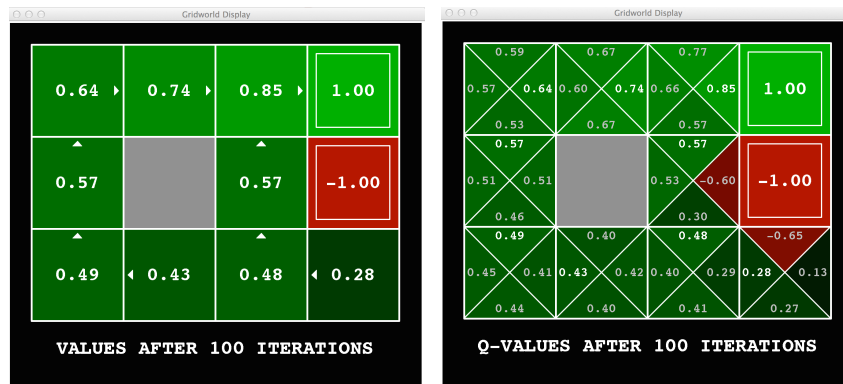 Gridworld Display
0.64 0.74 0.85 1.00
0.57 0.57 -1.00
0.49 0.43 0.48 0.28
VALUES AFTER 100 ITERATIONS
Gridworld Display
0.59 0.67 0.77
0.57 0.64 0.60 0.74 0.66 0.85 1.00
0.53 0.67 0.57
0.57 0.57
0.51 0.51 0.53 -0.60 -1.00
0.46 0.30
0.49 0.40 0.48 -0.65
0.45 0.41 0.43 0.42 0.40 0.29 0.28 0.13
0.44 0.40 0.41 0.27
Q-VALUES AFTER 100 ITERATIONS